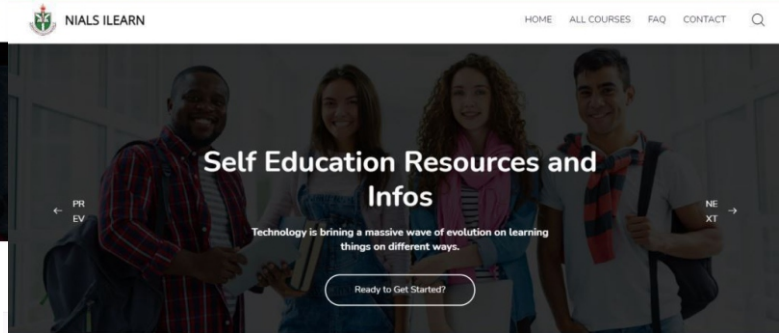 NIALS ILEARN
HOME ALL COURSES FAQ CONTACT
Self Education Resources and
Infos
PR
EV
NE
XT
Technology is brining a massive wave of evolution on learning
things on different ways.
Ready to Get Started?